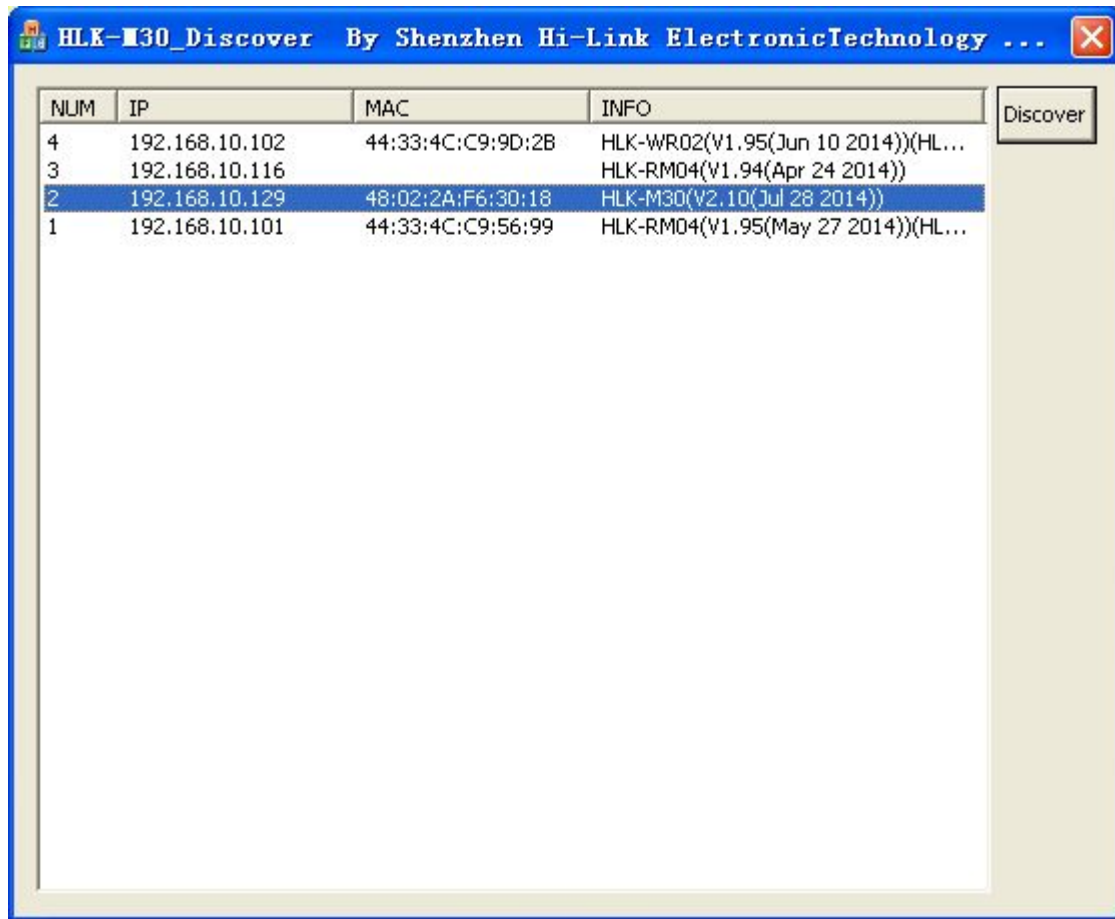 HLK-M30_Discover By Shenzhen Hi-Link ElectronicTechnology ...
NUM IP MAC INFO
Discover
4 192.168.10.102 44:33:4C:C9:9D:2B HLK-WR02(V1.95(Jun 10 2014))(HL...
3 192.168.10.116 HLK-RM04(V1.94(Apr 24 2014))
2 192.168.10.129 48:02:2A:F6:30:18 HLK-M30(V2.10(Jul 28 2014))
1 192.168.10.101 44:33:4C:C9:56:99 HLK-RM04(V1.95(May 27 2014))(HL...